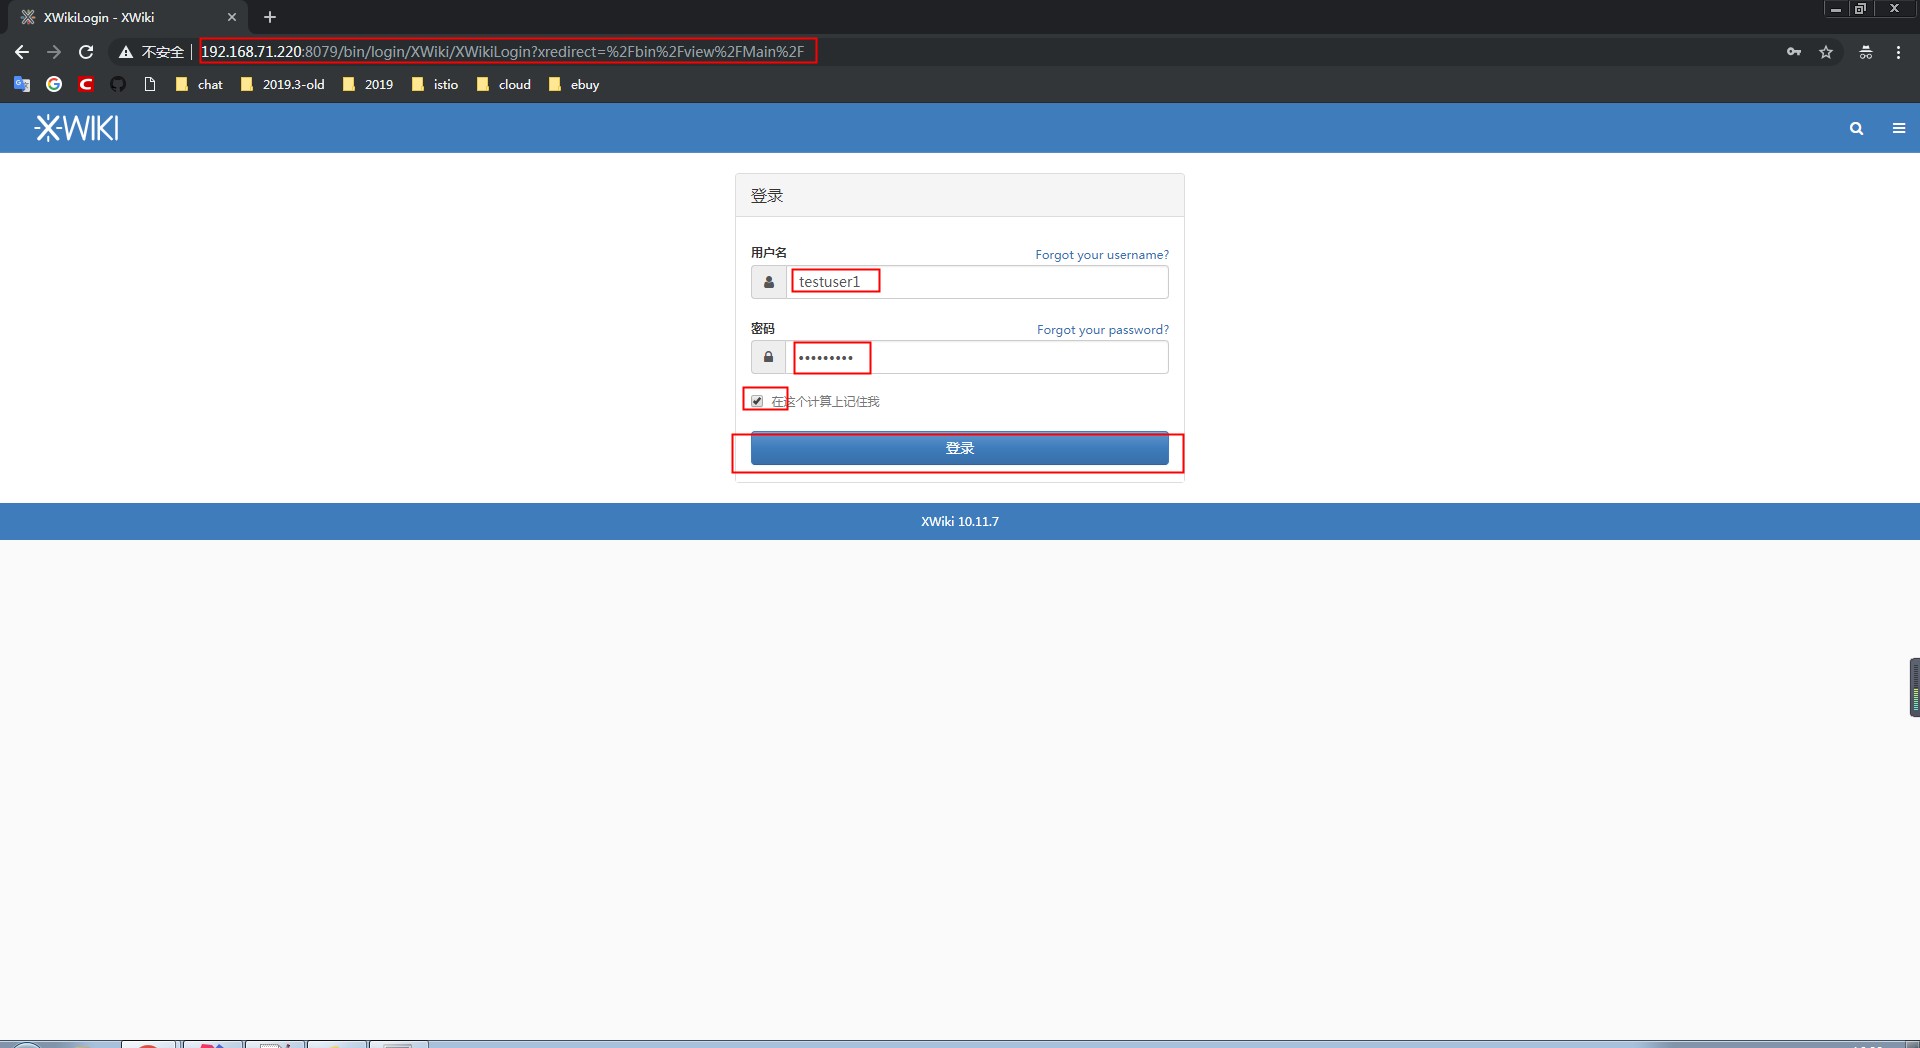 XWikiLogin - XWiki
不安全 | 192.168.71.220:8079/bin/login/XWiki/XWikiLogin?xredirect=%2Fbin%2Fview%2FMain%2F
chat 2019.3-old 2019 istio cloud ebuy
XWIKI
登录
用户名 Forgot your username?
testuser1
密码 Forgot your password?
•••••••••
在这个计算上记住我
登录
XWiki 10.11.7